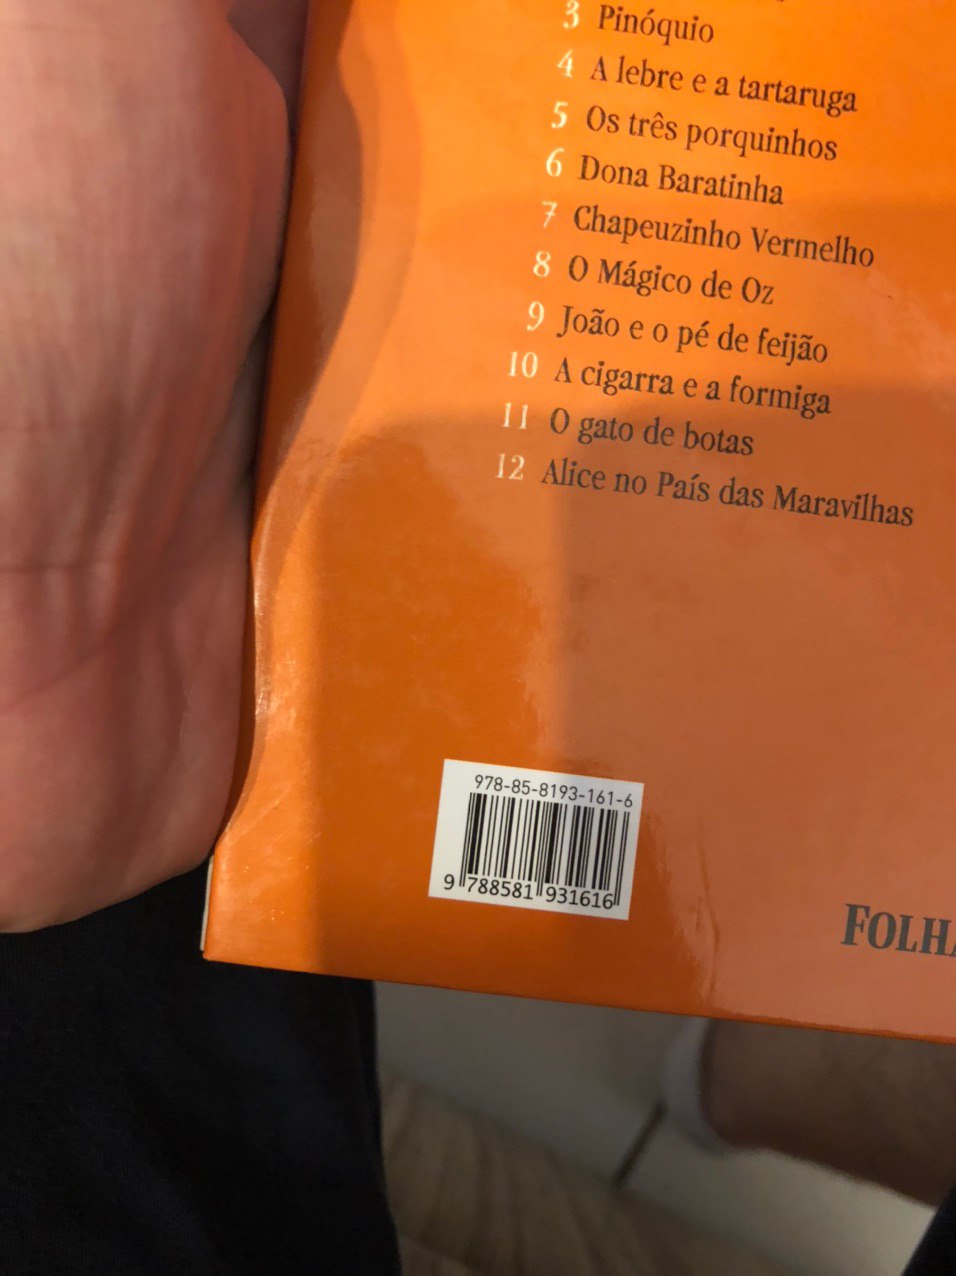 3 Pinóquio
4 A lebre e a tartaruga
5 Os três porquinhos
6 Dona Baratinha
7 Chapeuzinho Vermelho
8 O Mágico de Oz
9 João e o pé de feijão
10 A cigarra e a formiga
11 O gato de botas
12 Alice no País das Maravilhas
978-85-8193-161-6
9 788581 931616
FOLHA